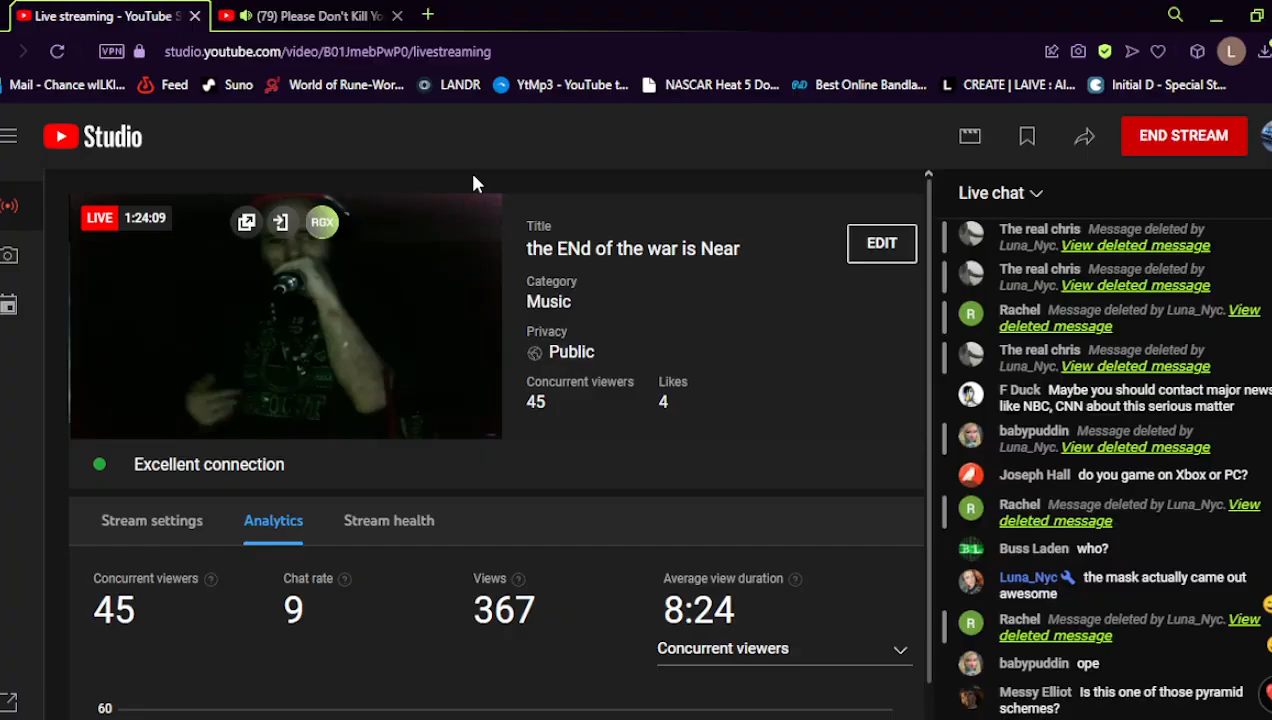 Live streaming - YouTube S
(79) Please Don't Kill Yo
VPN
studio.youtube.com/video/B01JmebPwP0/livestreaming
L
Mail - Chance wILKI...
Feed
Suno
World of Rune-Wor...
LANDR
YtMp3 - YouTube t...
NASCAR Heat 5 Do...
Best Online Bandla...
L CREATE | LAIVE : AI...
Initial D - Special St...
Studio
END STREAM
LIVE 1:24:09
RGX
Title
the ENd of the war is Near
EDIT
Category
Music
Privacy
Public
Concurrent viewers
45
Likes
4
Excellent connection
Stream settings
Analytics
Stream health
Concurrent viewers
45
Chat rate
9
Views
367
Average view duration
8:24
Concurrent viewers
60
Live chat
The real chris Message deleted by
Luna_Nyc. View deleted message
The real chris Message deleted by
Luna_Nyc. View deleted message
R Rachel Message deleted by Luna_Nyc. View
deleted message
The real chris Message deleted by
Luna_Nyc. View deleted message
F Duck Maybe you should contact major news
like NBC, CNN about this serious matter
babypuddin Message deleted by
Luna_Nyc. View deleted message
Joseph Hall do you game on Xbox or PC?
R Rachel Message deleted by Luna_Nyc. View
deleted message
BL Buss Laden who?
Luna_Nyc the mask actually came out
awesome
R Rachel Message deleted by Luna_Nyc. View
deleted message
babypuddin ope
Messy Elliot Is this one of those pyramid
schemes?